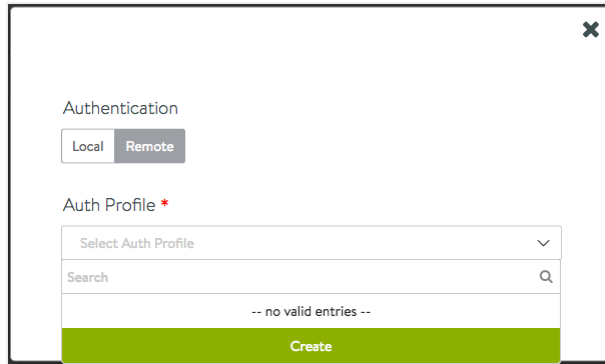 Authentication
Local Remote
Auth Profile *
Select Auth Profile
Search
-- no valid entries --
Create